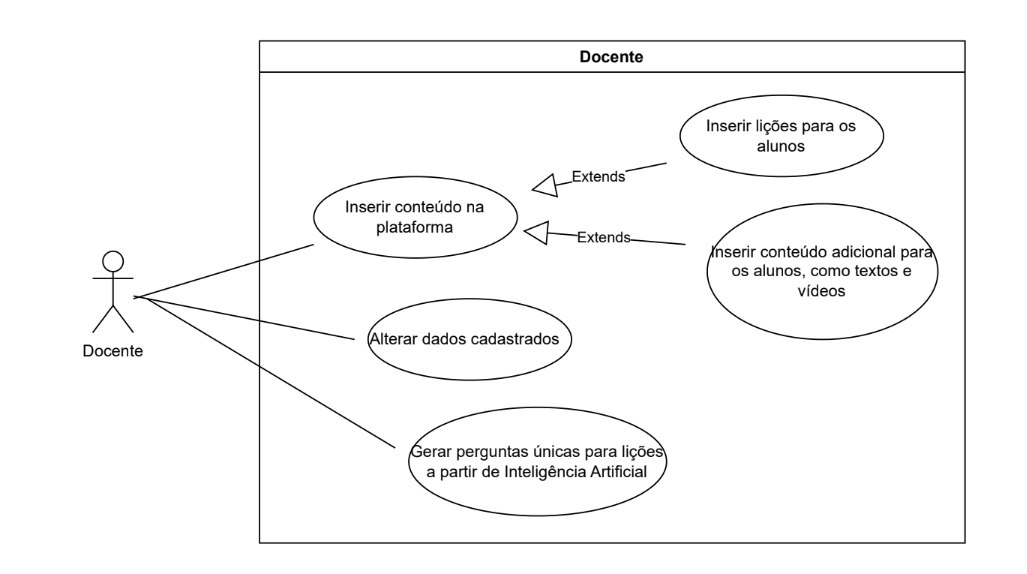 Docente
Inserir lições para os
alunos
Extends
Inserir conteúdo na
plataforma
Extends
Inserir conteúdo adicional para
os alunos, como textos e
vídeos
Docente
Alterar dados cadastrados
Gerar perguntas únicas para lições
a partir de Inteligência Artificial